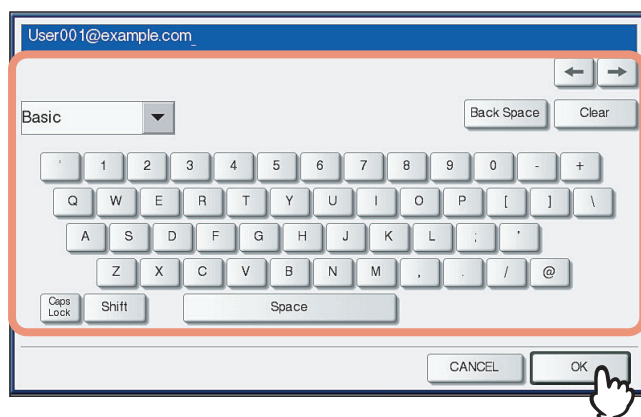 User001@example.com_
← →
Basic Back Space Clear
' 1 2 3 4 5 6 7 8 9 0 - +
Q W E R T Y U I O P [ ] \
A S D F G H J K L ; '
Z X C V B N M , . / @
Caps Lock Shift Space
CANCEL OK